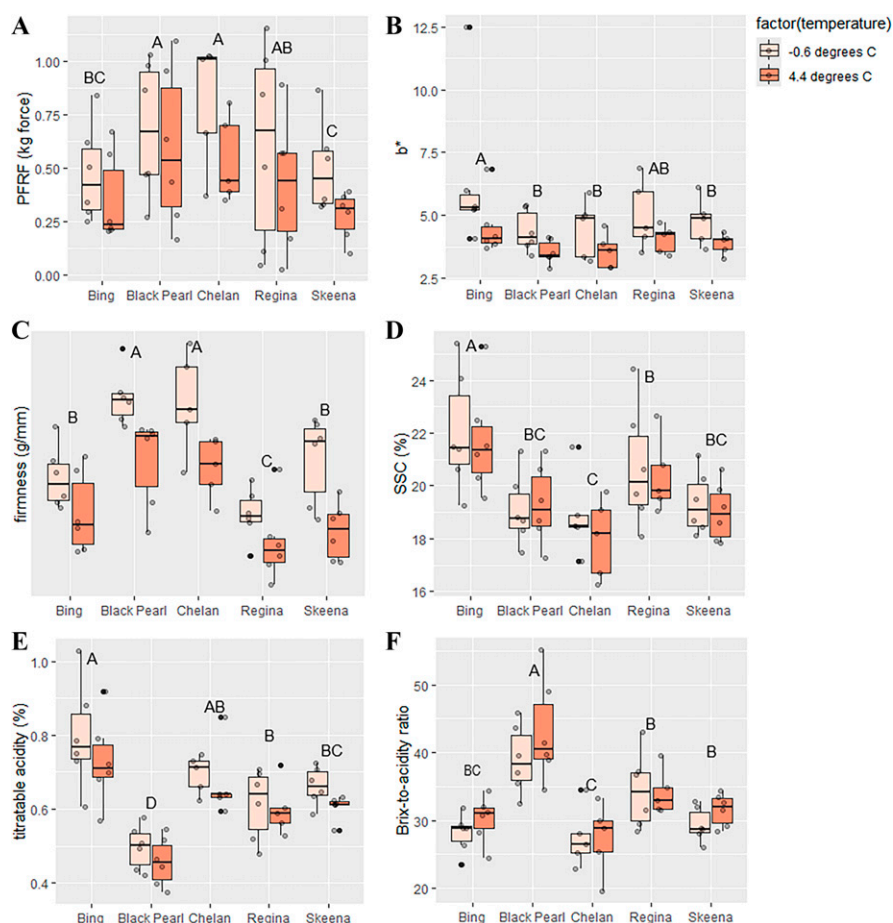 A
PFRF (kg force)
1.00
0.75
0.50
0.25
0.00
BC
A
A
AB
C
Bing Black Pearl Chelan Regina Skeena
B
b*
12.5
10.0
7.5
5.0
2.5
A
B
B
AB
B
Bing Black Pearl Chelan Regina Skeena
factor(temperature)
-0.6 degrees C
4.4 degrees C
C
firmness (g/mm)
B
A
A
C
B
Bing Black Pearl Chelan Regina Skeena
D
SSC (%)
24
22
20
18
16
A
BC
C
B
BC
Bing Black Pearl Chelan Regina Skeena
E
titratable acidity (%)
1.0
0.8
0.6
0.4
A
D
AB
B
BC
Bing Black Pearl Chelan Regina Skeena
F
Brix-to-acidity ratio
50
40
30
20
BC
A
C
B
B
Bing Black Pearl Chelan Regina Skeena